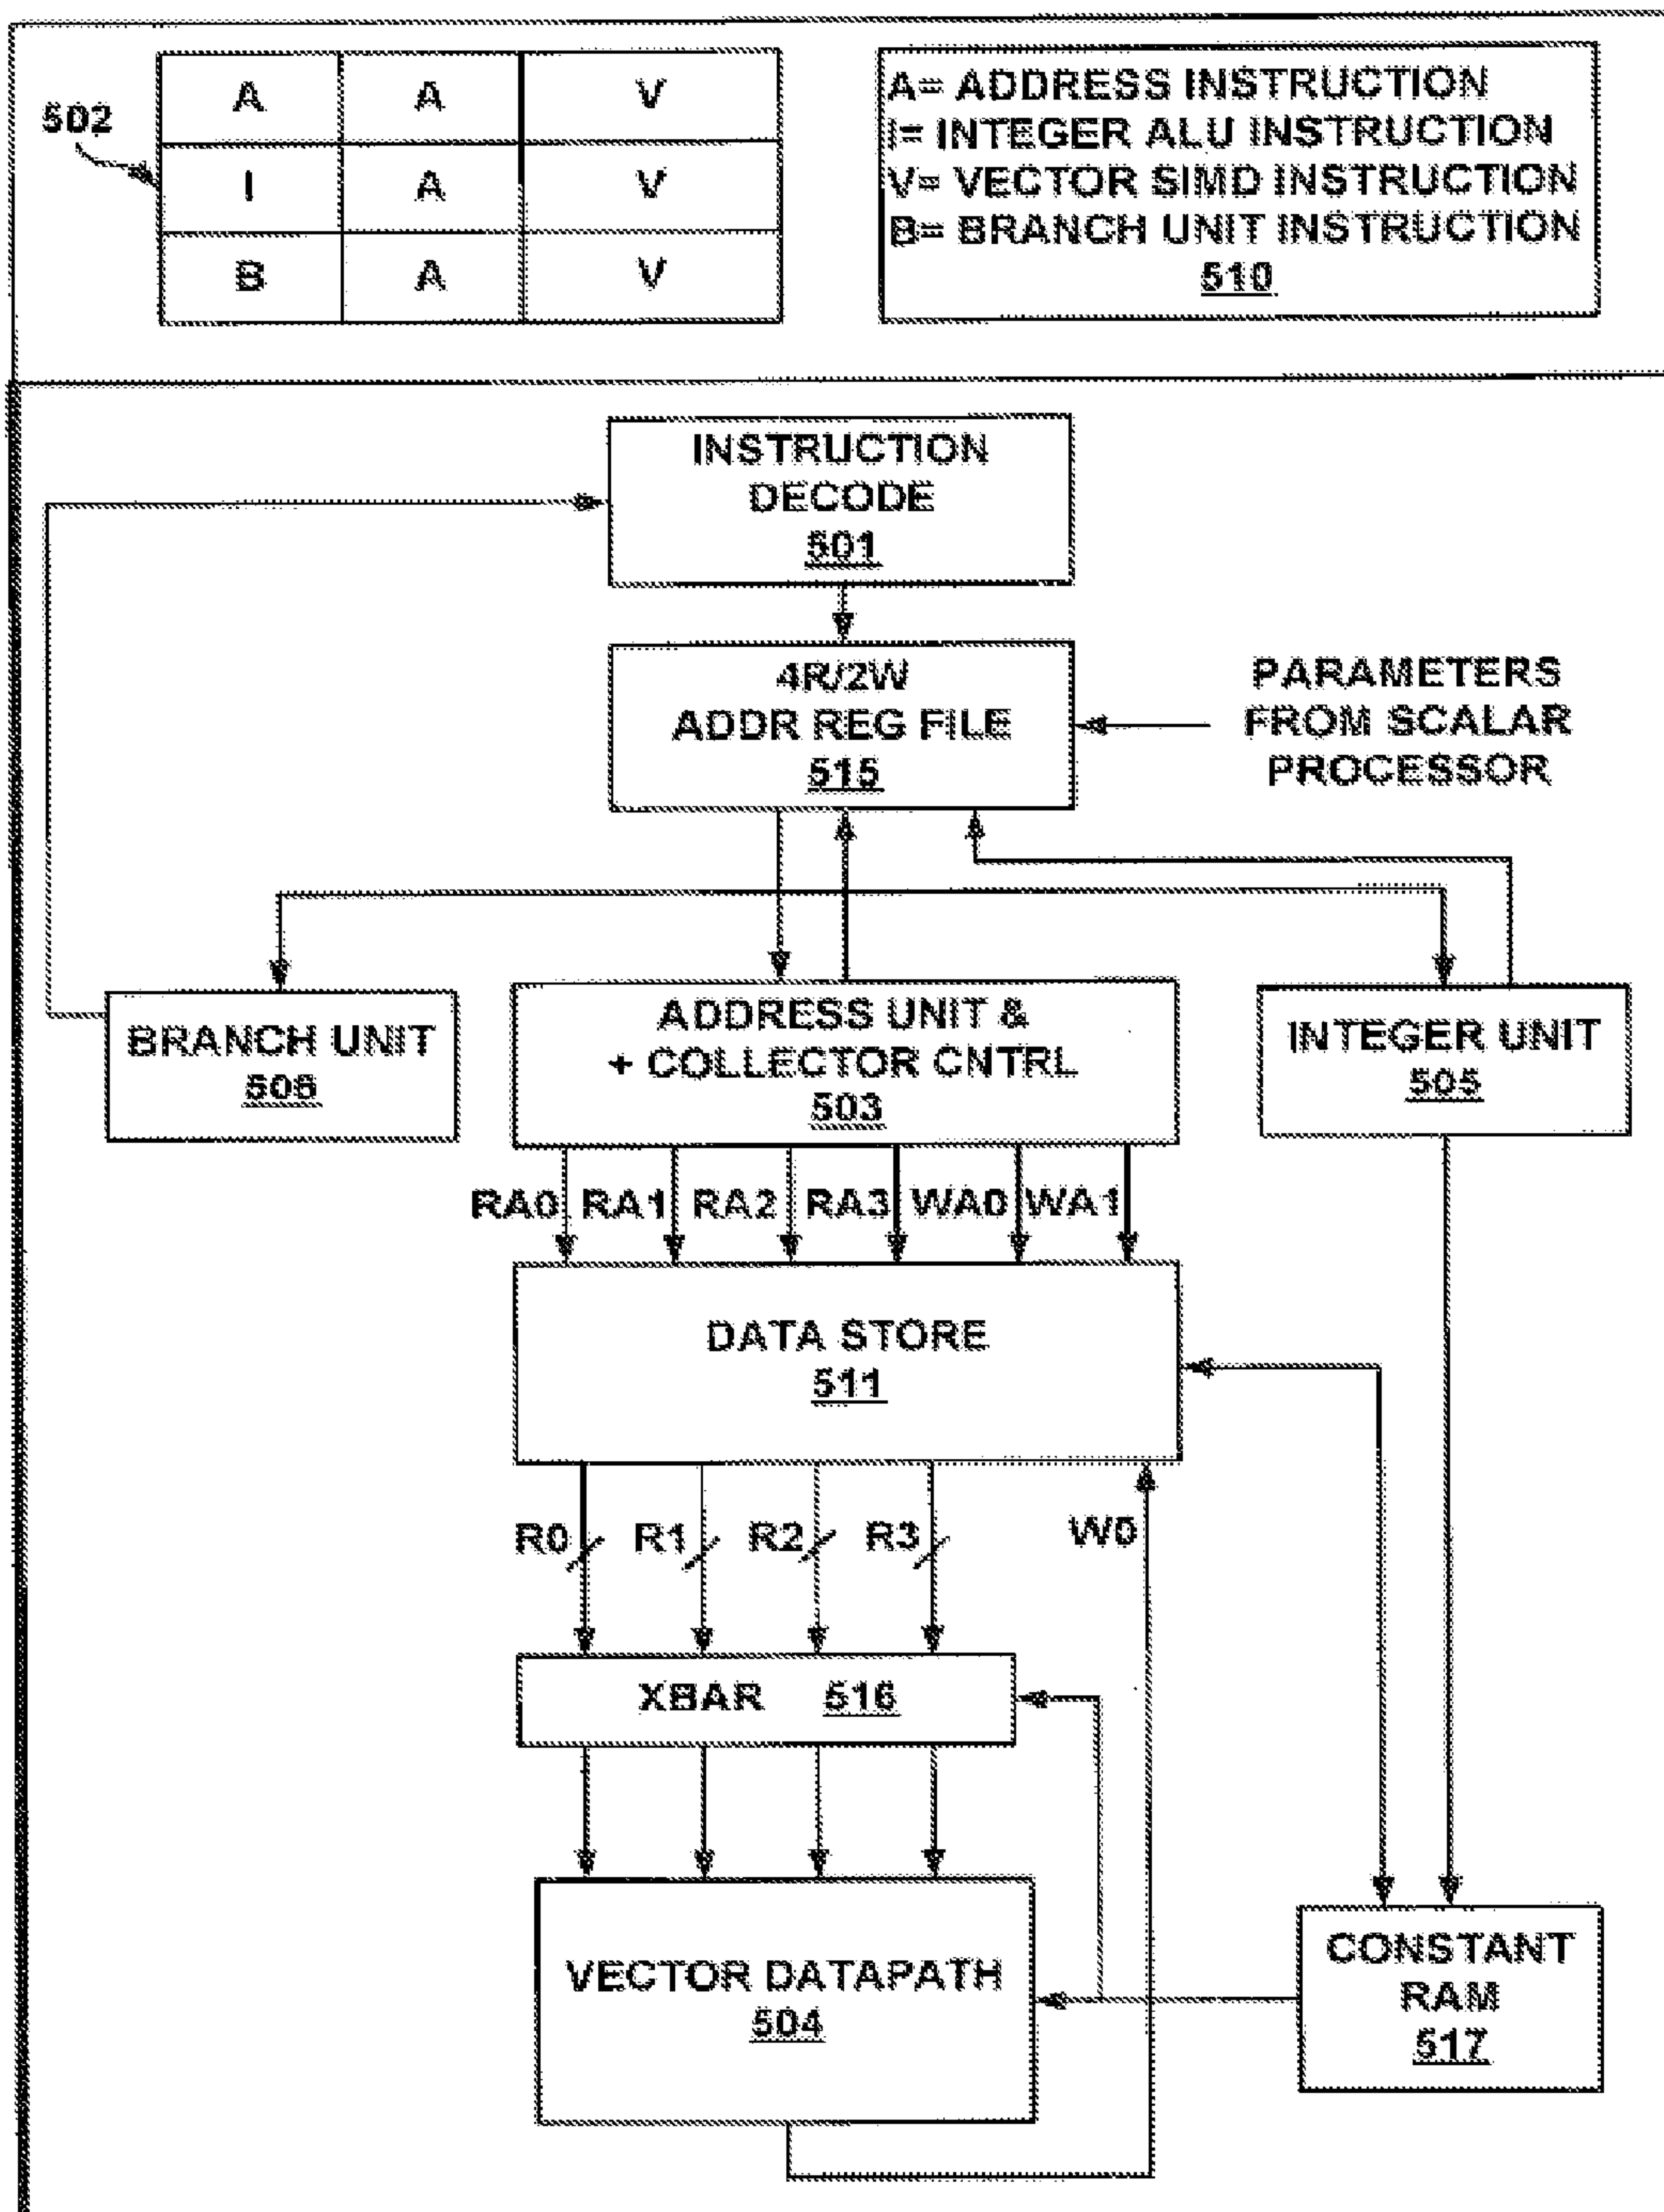 502
A A V
I A V
B A V
A= ADDRESS INSTRUCTION
I= INTEGER ALU INSTRUCTION
V= VECTOR SIMD INSTRUCTION
B= BRANCH UNIT INSTRUCTION
510
INSTRUCTION
DECODE
501
4R/2W
ADDR REG FILE
515
PARAMETERS
FROM SCALAR
PROCESSOR
BRANCH UNIT
506
ADDRESS UNIT &
+ COLLECTOR CNTRL
503
INTEGER UNIT
505
RA0 RA1 RA2 RA3 WA0 WA1
DATA STORE
511
R0 R1 R2 R3 W0
XBAR 516
VECTOR DATAPATH
504
CONSTANT
RAM
517